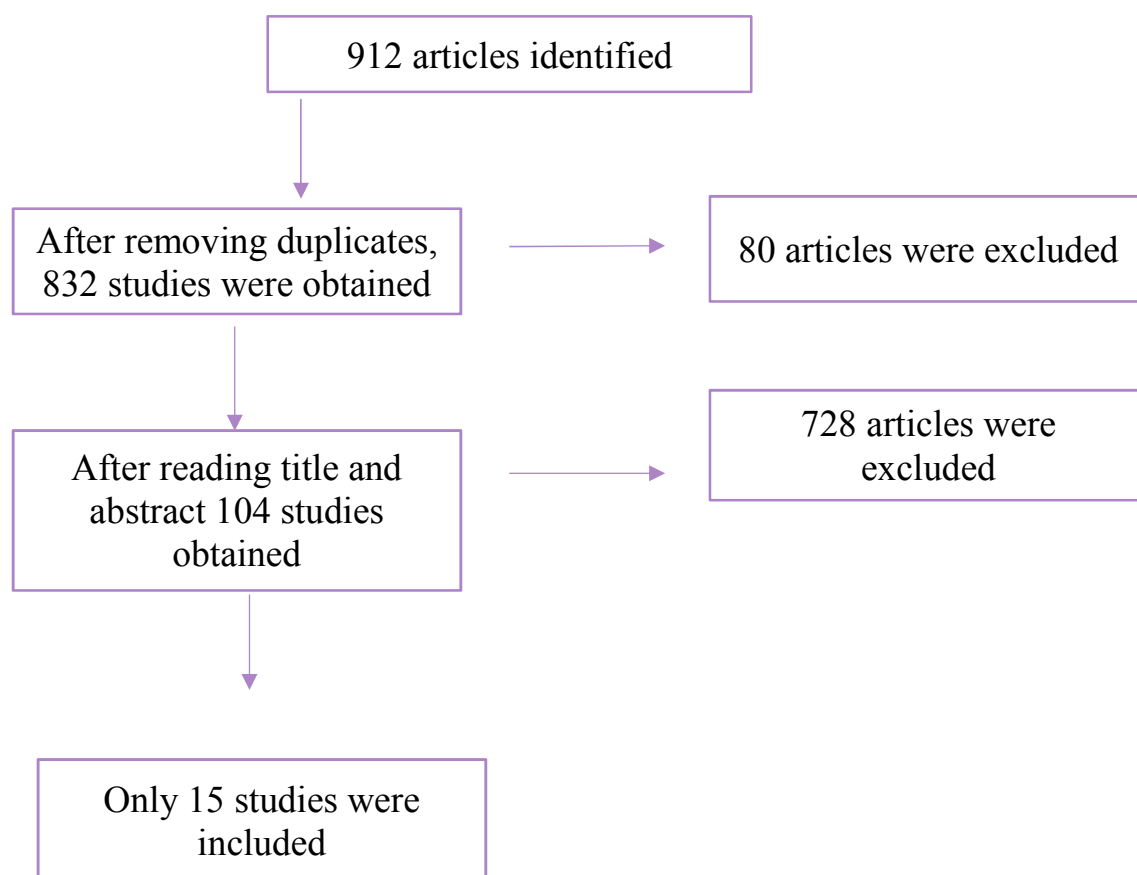 912 articles identified
After removing duplicates,
832 studies were obtained
80 articles were excluded
728 articles were
excluded
After reading title and
abstract 104 studies
obtained
Only 15 studies were
included